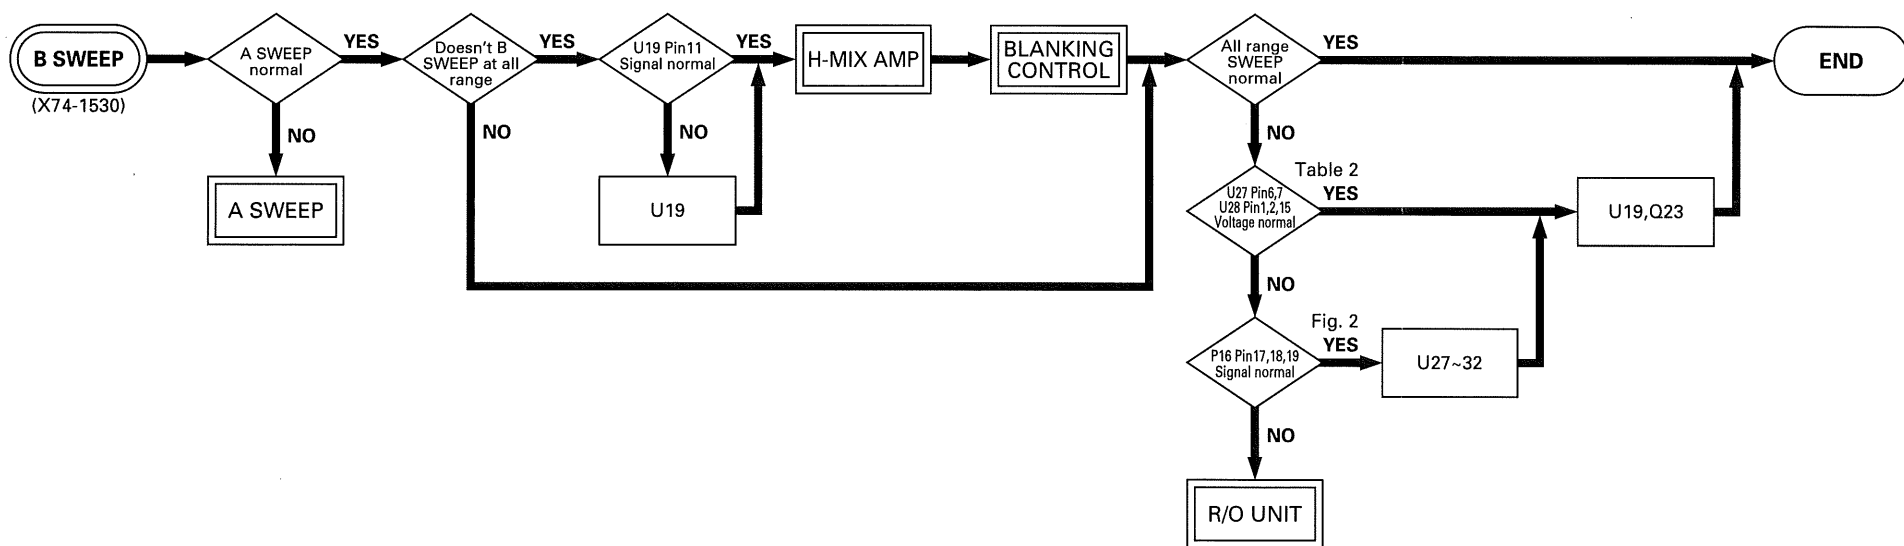 B SWEEP
(X74-1530)
A SWEEP
normal
YES
NO
A SWEEP
Doesn't B
SWEEP at all
range
YES
NO
U19 Pin11
Signal normal
YES
NO
U19
H-MIX AMP
BLANKING
CONTROL
All range
SWEEP
normal
YES
NO
END
U27 Pin6,7
U28 Pin1,2,15
Voltage normal
Table 2
YES
NO
U19,Q23
P16 Pin17,18,19
Signal normal
Fig. 2
YES
NO
U27~32
R/O UNIT